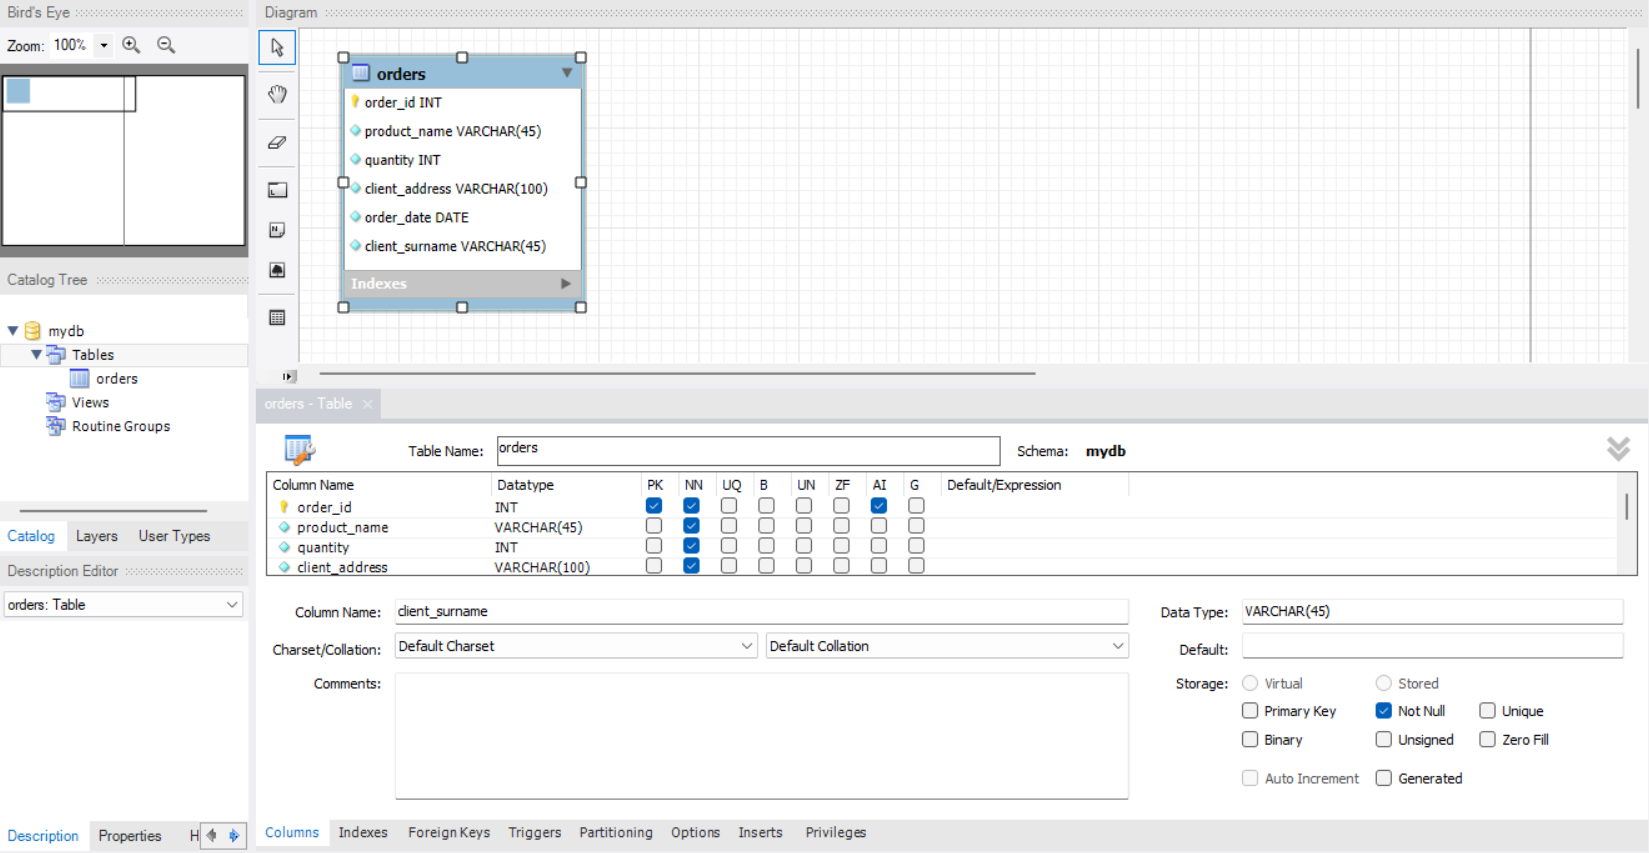 Bird's Eye
Zoom: 100%
Catalog Tree
mydb
Tables
orders
Views
Routine Groups
Catalog Layers User Types
Description Editor
orders: Table
Description Properties H
Diagram
orders
order_id INT
product_name VARCHAR(45)
quantity INT
client_address VARCHAR(100)
order_date DATE
client_surname VARCHAR(45)
Indexes
orders - Table
Table Name: orders Schema: mydb
Column Name Datatype PK NN UQ B UN ZF AI G Default/Expression
order_id INT
product_name VARCHAR(45)
quantity INT
client_address VARCHAR(100)
Column Name: client_surname Data Type: VARCHAR(45)
Charset/Collation: Default Charset Default Collation Default:
Comments: Storage: Virtual Stored
Primary Key Not Null Unique
Binary Unsigned Zero Fill
Auto Increment Generated
Columns Indexes Foreign Keys Triggers Partitioning Options Inserts Privileges